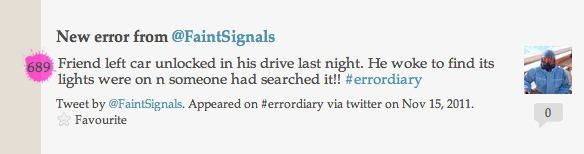 New error from @FaintSignals
689
Friend left car unlocked in his drive last night. He woke to find its
lights were on n someone had searched it!! #errordiary
Tweet by @FaintSignals. Appeared on #errordiary via twitter on Nov 15, 2011.
Favourite
0